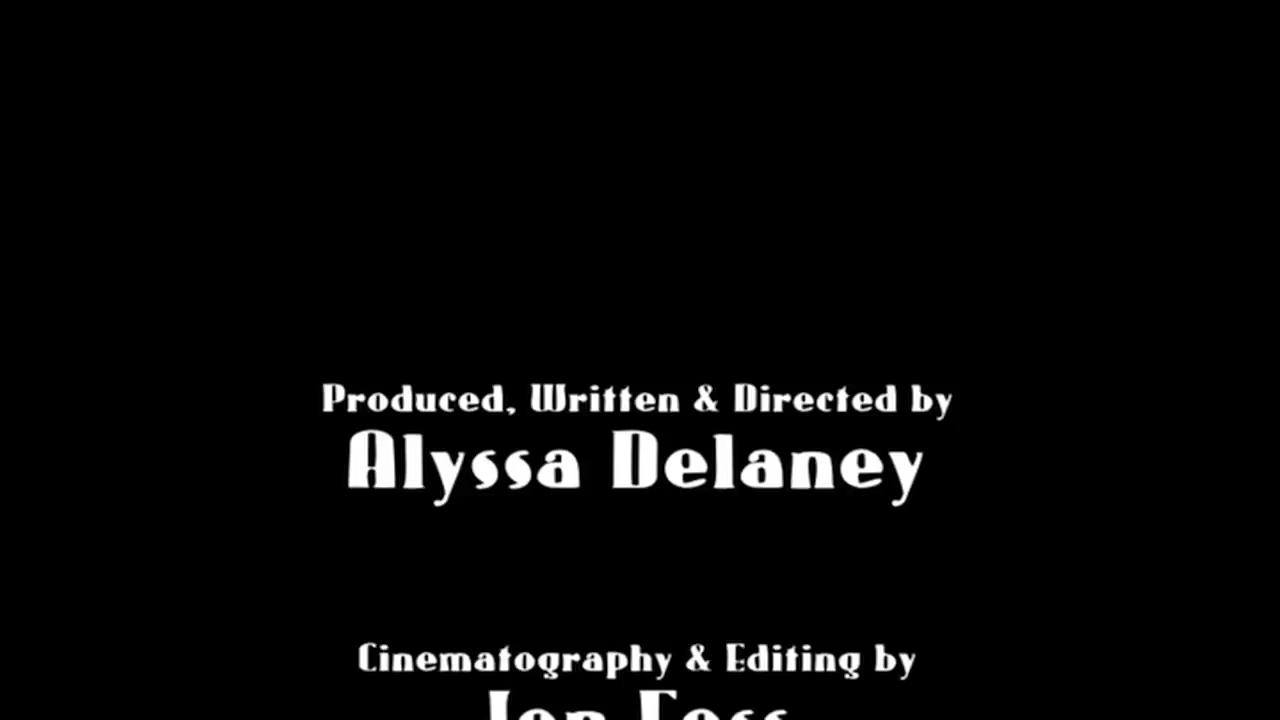 Produced, Written & Directed by
Alyssa Delaney
Cinematography & Editing by